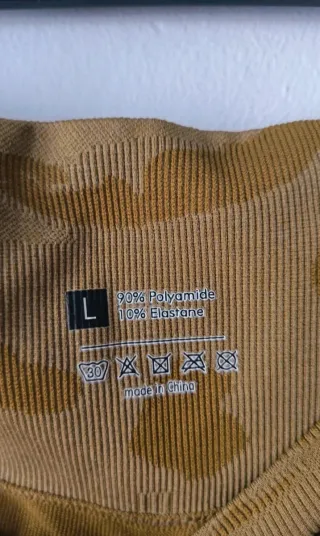 L
90% Polyamide
10% Elastane
30
made in China